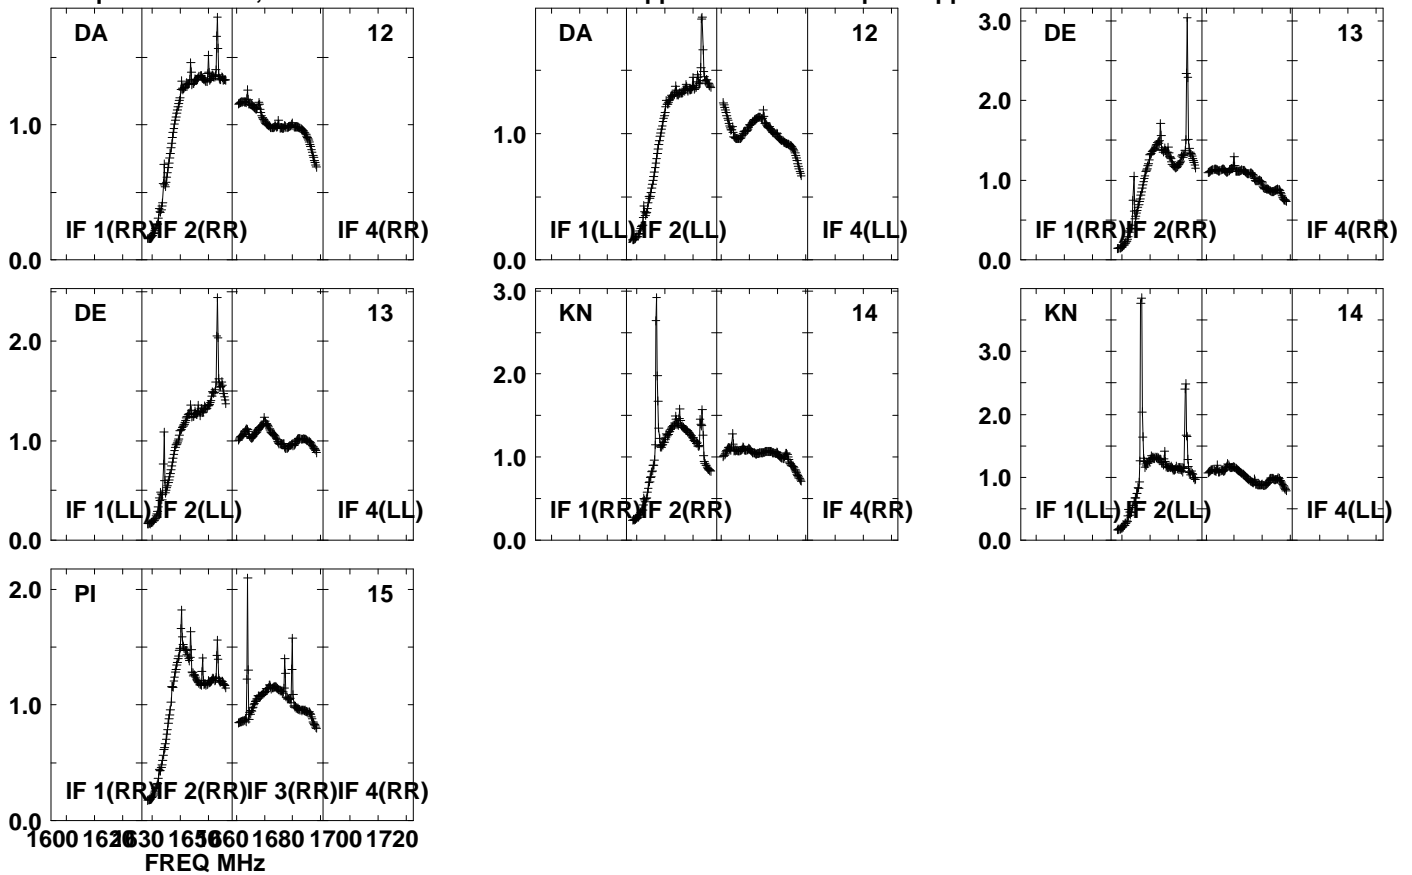 DA 12
1.0
0.0
IF 1(RR) IF 2(RR) IF 4(RR)
DA 12
1.0
0.0
IF 1(LL) IF 2(LL) IF 4(LL)
DE 13
3.0
2.0
1.0
0.0
IF 1(RR) IF 2(RR) IF 4(RR)
DE 13
2.0
1.0
0.0
IF 1(LL) IF 2(LL) IF 4(LL)
KN 14
3.0
2.0
1.0
0.0
IF 1(RR) IF 2(RR) IF 4(RR)
KN 14
3.0
2.0
1.0
0.0
IF 1(LL) IF 2(LL) IF 4(LL)
PI 15
2.0
1.0
0.0
IF 1(RR) IF 2(RR) IF 3(RR) IF 4(RR)
1600 1620 1630 1650 1660 1680 1700 1720
FREQ MHz